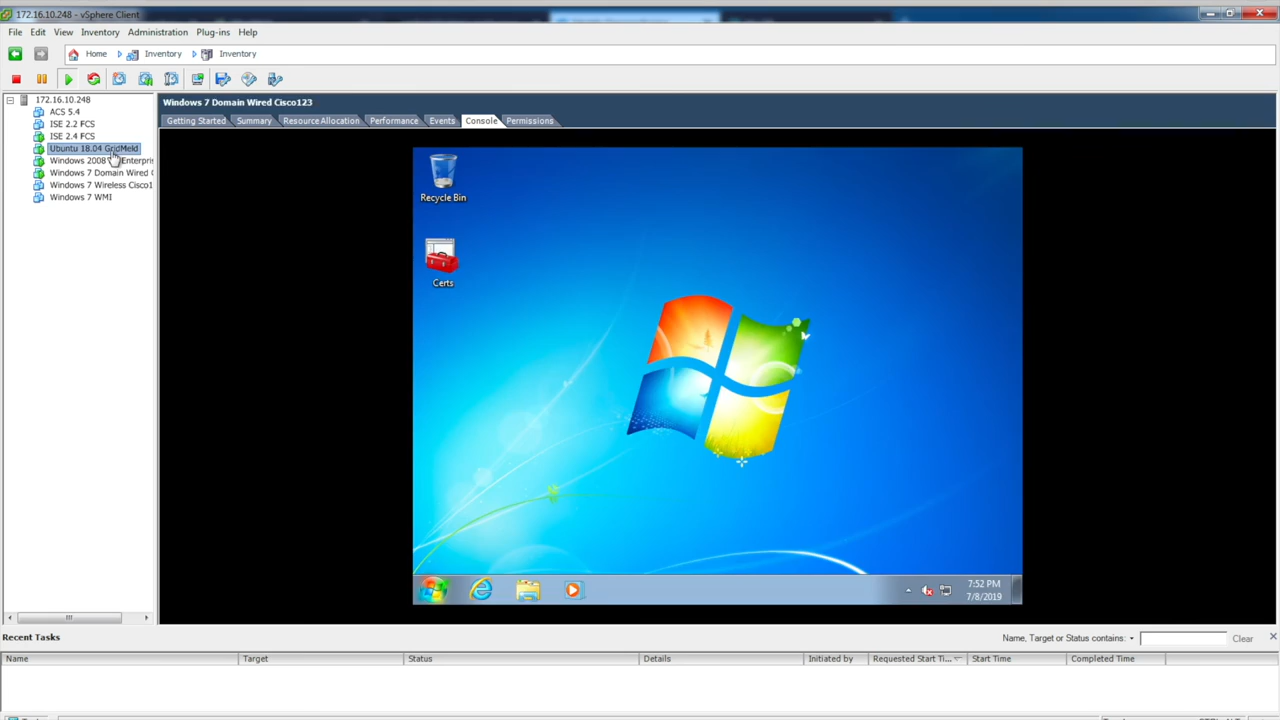 172.16.10.248 - vSphere Client
File Edit View Inventory Administration Plug-ins Help
Home Inventory Inventory
172.16.10.248
ACS 5.4
ISE 2.2 FCS
ISE 2.4 FCS
Ubuntu 18.04 GridMeld
Windows 2008 Enterpris
Windows 7 Domain Wired C
Windows 7 Wireless Cisco1
Windows 7 WMI
Windows 7 Domain Wired Cisco123
Getting Started Summary Resource Allocation Performance Events Console Permissions
Recycle Bin
Certs
7:52 PM
7/8/2019
Recent Tasks
Name, Target or Status contains: Clear
Name Target Status Details Initiated by Requested Start Ti... Start Time Completed Time